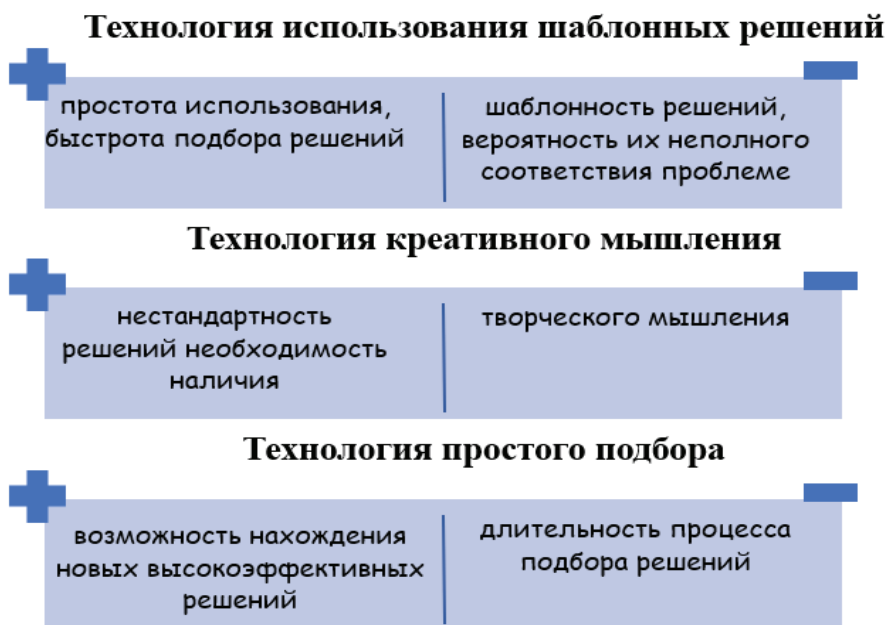 Технология использования шаблонных решений
простота использования,
быстрота подбора решений
шаблонность решений,
вероятность их неполного
соответствия проблеме
Технология креативного мышления
нестандартность
решений необходимость
наличия
творческого мышления
Технология простого подбора
возможность нахождения
новых высокоэффективных
решений
длительность процесса
подбора решений